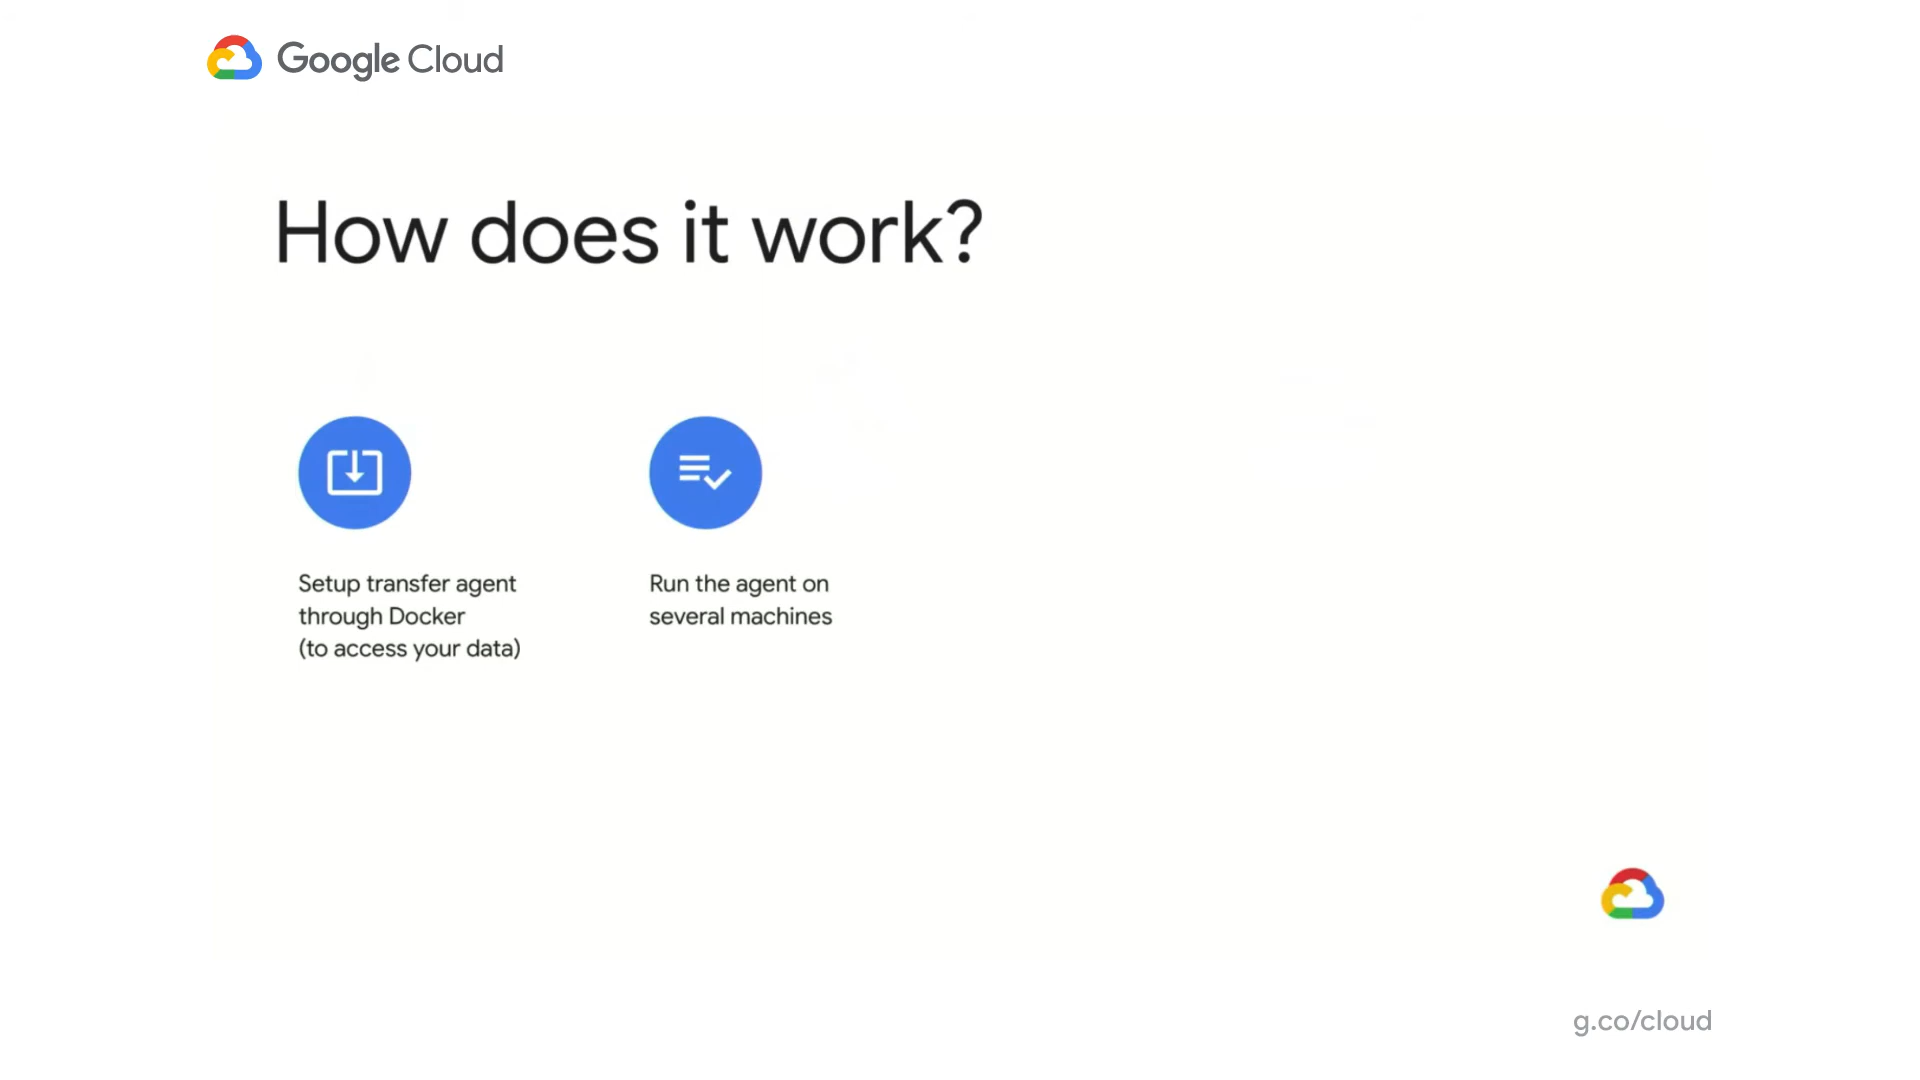 Google Cloud
How does it work?
Setup transfer agent
through Docker
(to access your data)
Run the agent on
several machines
g.co/cloud